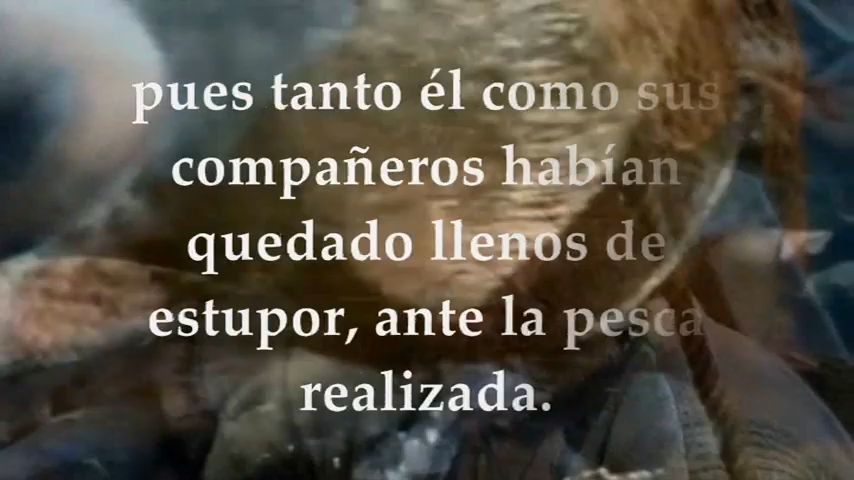 pues tanto él como sus
compañeros habían
quedado llenos de
estupor, ante la pesca
realizada.